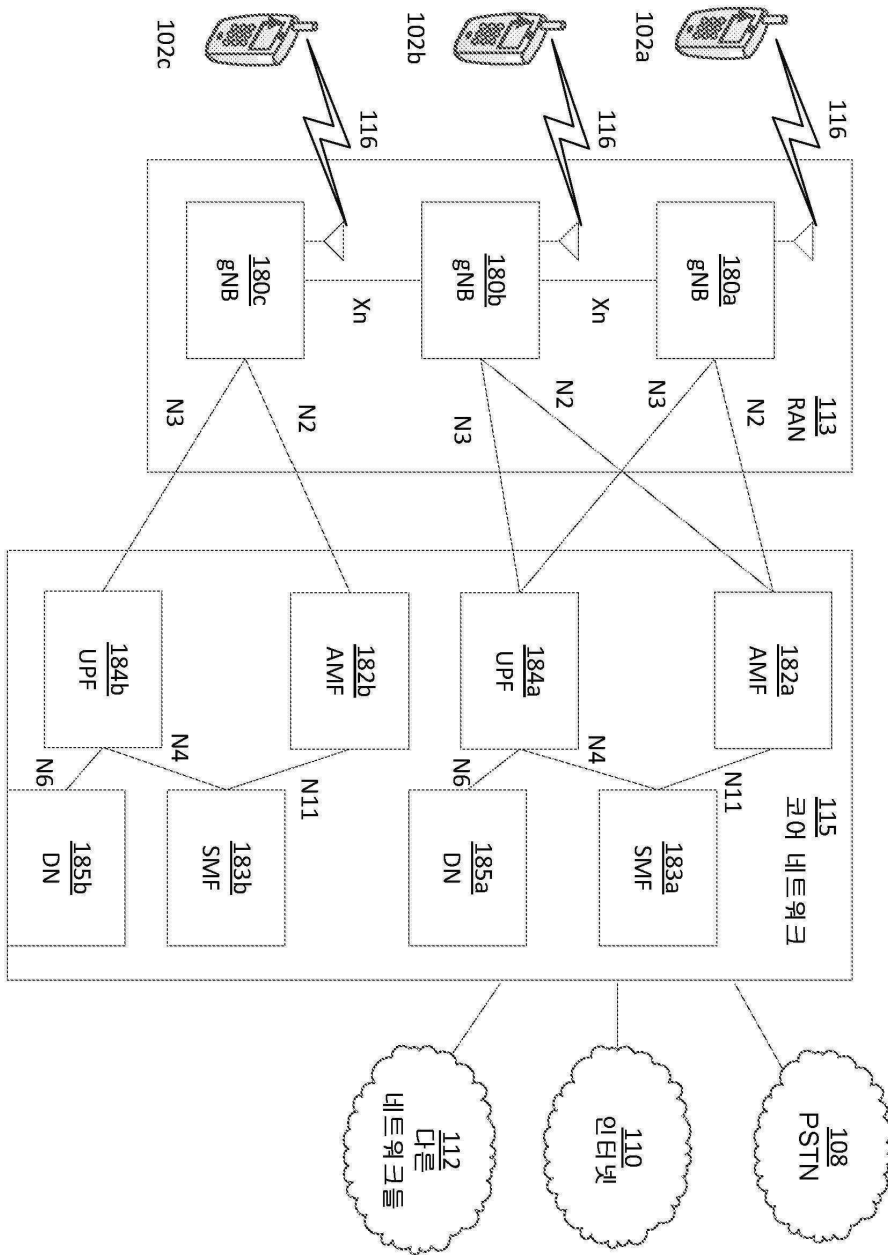 108
PSTN
110
인터넷
112
다른
네트워크들
115
코어 네트워크
183a
SMF
185a
DN
183b
SMF
185b
DN
N11
N4
N6
N11
N4
N6
182a
AMF
184a
UPF
182b
AMF
184b
UPF
113
RAN
N2
N3
N2
N3
N2
N3
180a
gNB
Xn
180b
gNB
Xn
180c
gNB
116
116
116
102a
102b
102c